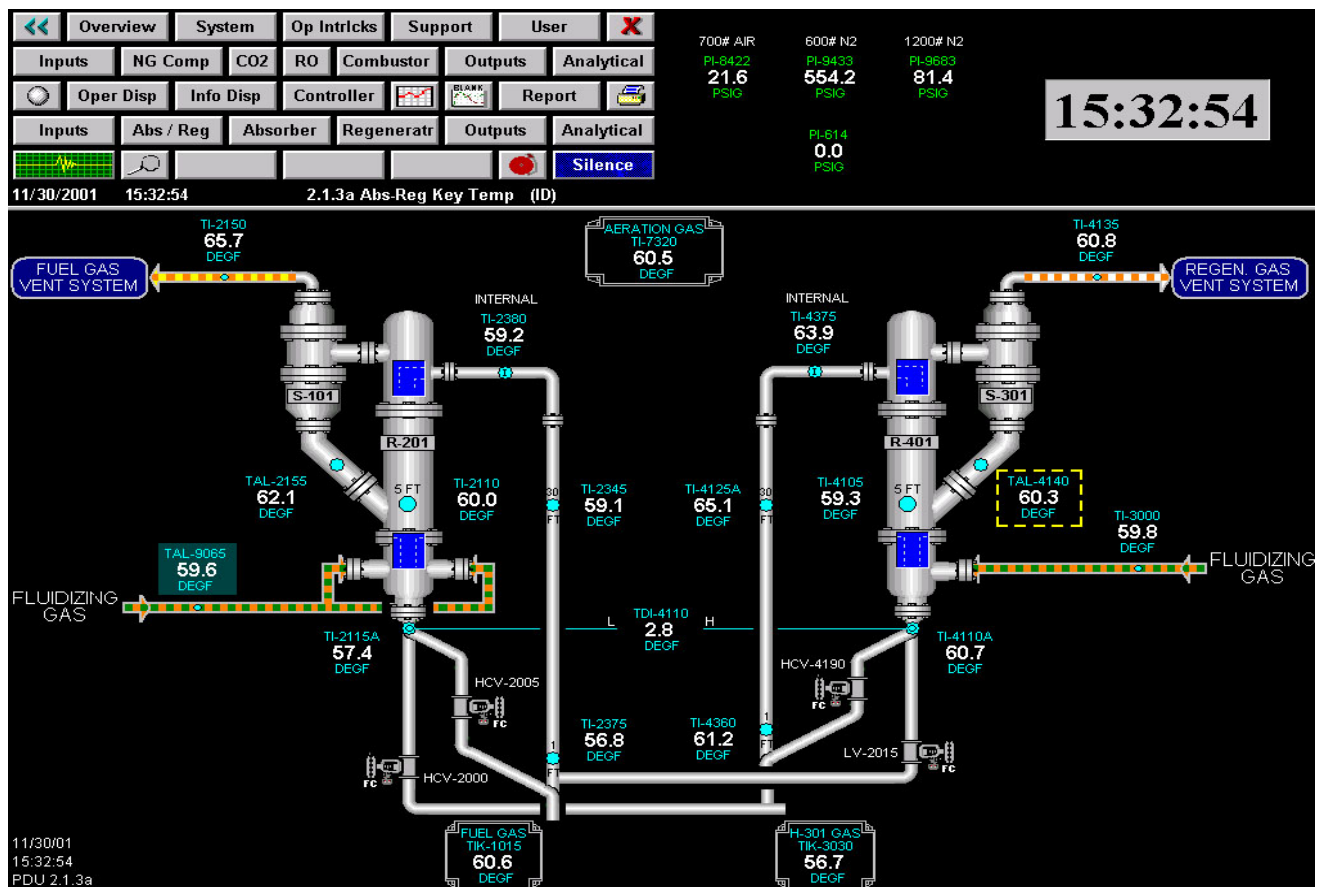 Overview System Op Intrlcks Support User X
Inputs NG Comp CO2 RO Combustor Outputs Analytical
Oper Disp Info Disp Controller BLANK Report
Inputs Abs / Reg Absorber Regeneratr Outputs Analytical
Silence
11/30/2001 15:32:54 2.1.3a Abs-Reg Key Temp (ID)
700# AIR
PI-8422
21.6
PSIG
600# N2
PI-9433
554.2
PSIG
1200# N2
PI-9683
81.4
PSIG
PI-614
0.0
PSIG
15:32:54
TI-2150
65.7
DEGF
FUEL GAS
VENT SYSTEM
AERATION GAS
TI-7320
60.5
DEGF
TI-4135
60.8
DEGF
REGEN. GAS
VENT SYSTEM
INTERNAL
TI-2380
59.2
DEGF
I
INTERNAL
TI-4375
63.9
DEGF
I
S-101
R-201
R-401
S-301
TAL-2155
62.1
DEGF
5 FT
TI-2110
60.0
DEGF
30
FT
TI-2345
59.1
DEGF
TI-4125A
65.1
DEGF
30
FT
TI-4105
59.3
DEGF
5 FT
TAL-4140
60.3
DEGF
TI-3000
59.8
DEGF
TAL-9065
59.6
DEGF
FLUIDIZING
GAS
FLUIDIZING
GAS
TI-2115A
57.4
DEGF
L
TDI-4110
2.8
DEGF
H
TI-4110A
60.7
DEGF
HCV-2005
FC
HCV-4190
FC
TI-2375
56.8
DEGF
1
FT
TI-4360
61.2
DEGF
1
FT
LV-2015
FC
HCV-2000
FC
FUEL GAS
TIK-1015
60.6
DEGF
H-301 GAS
TIK-3030
56.7
DEGF
11/30/01
15:32:54
PDU 2.1.3a